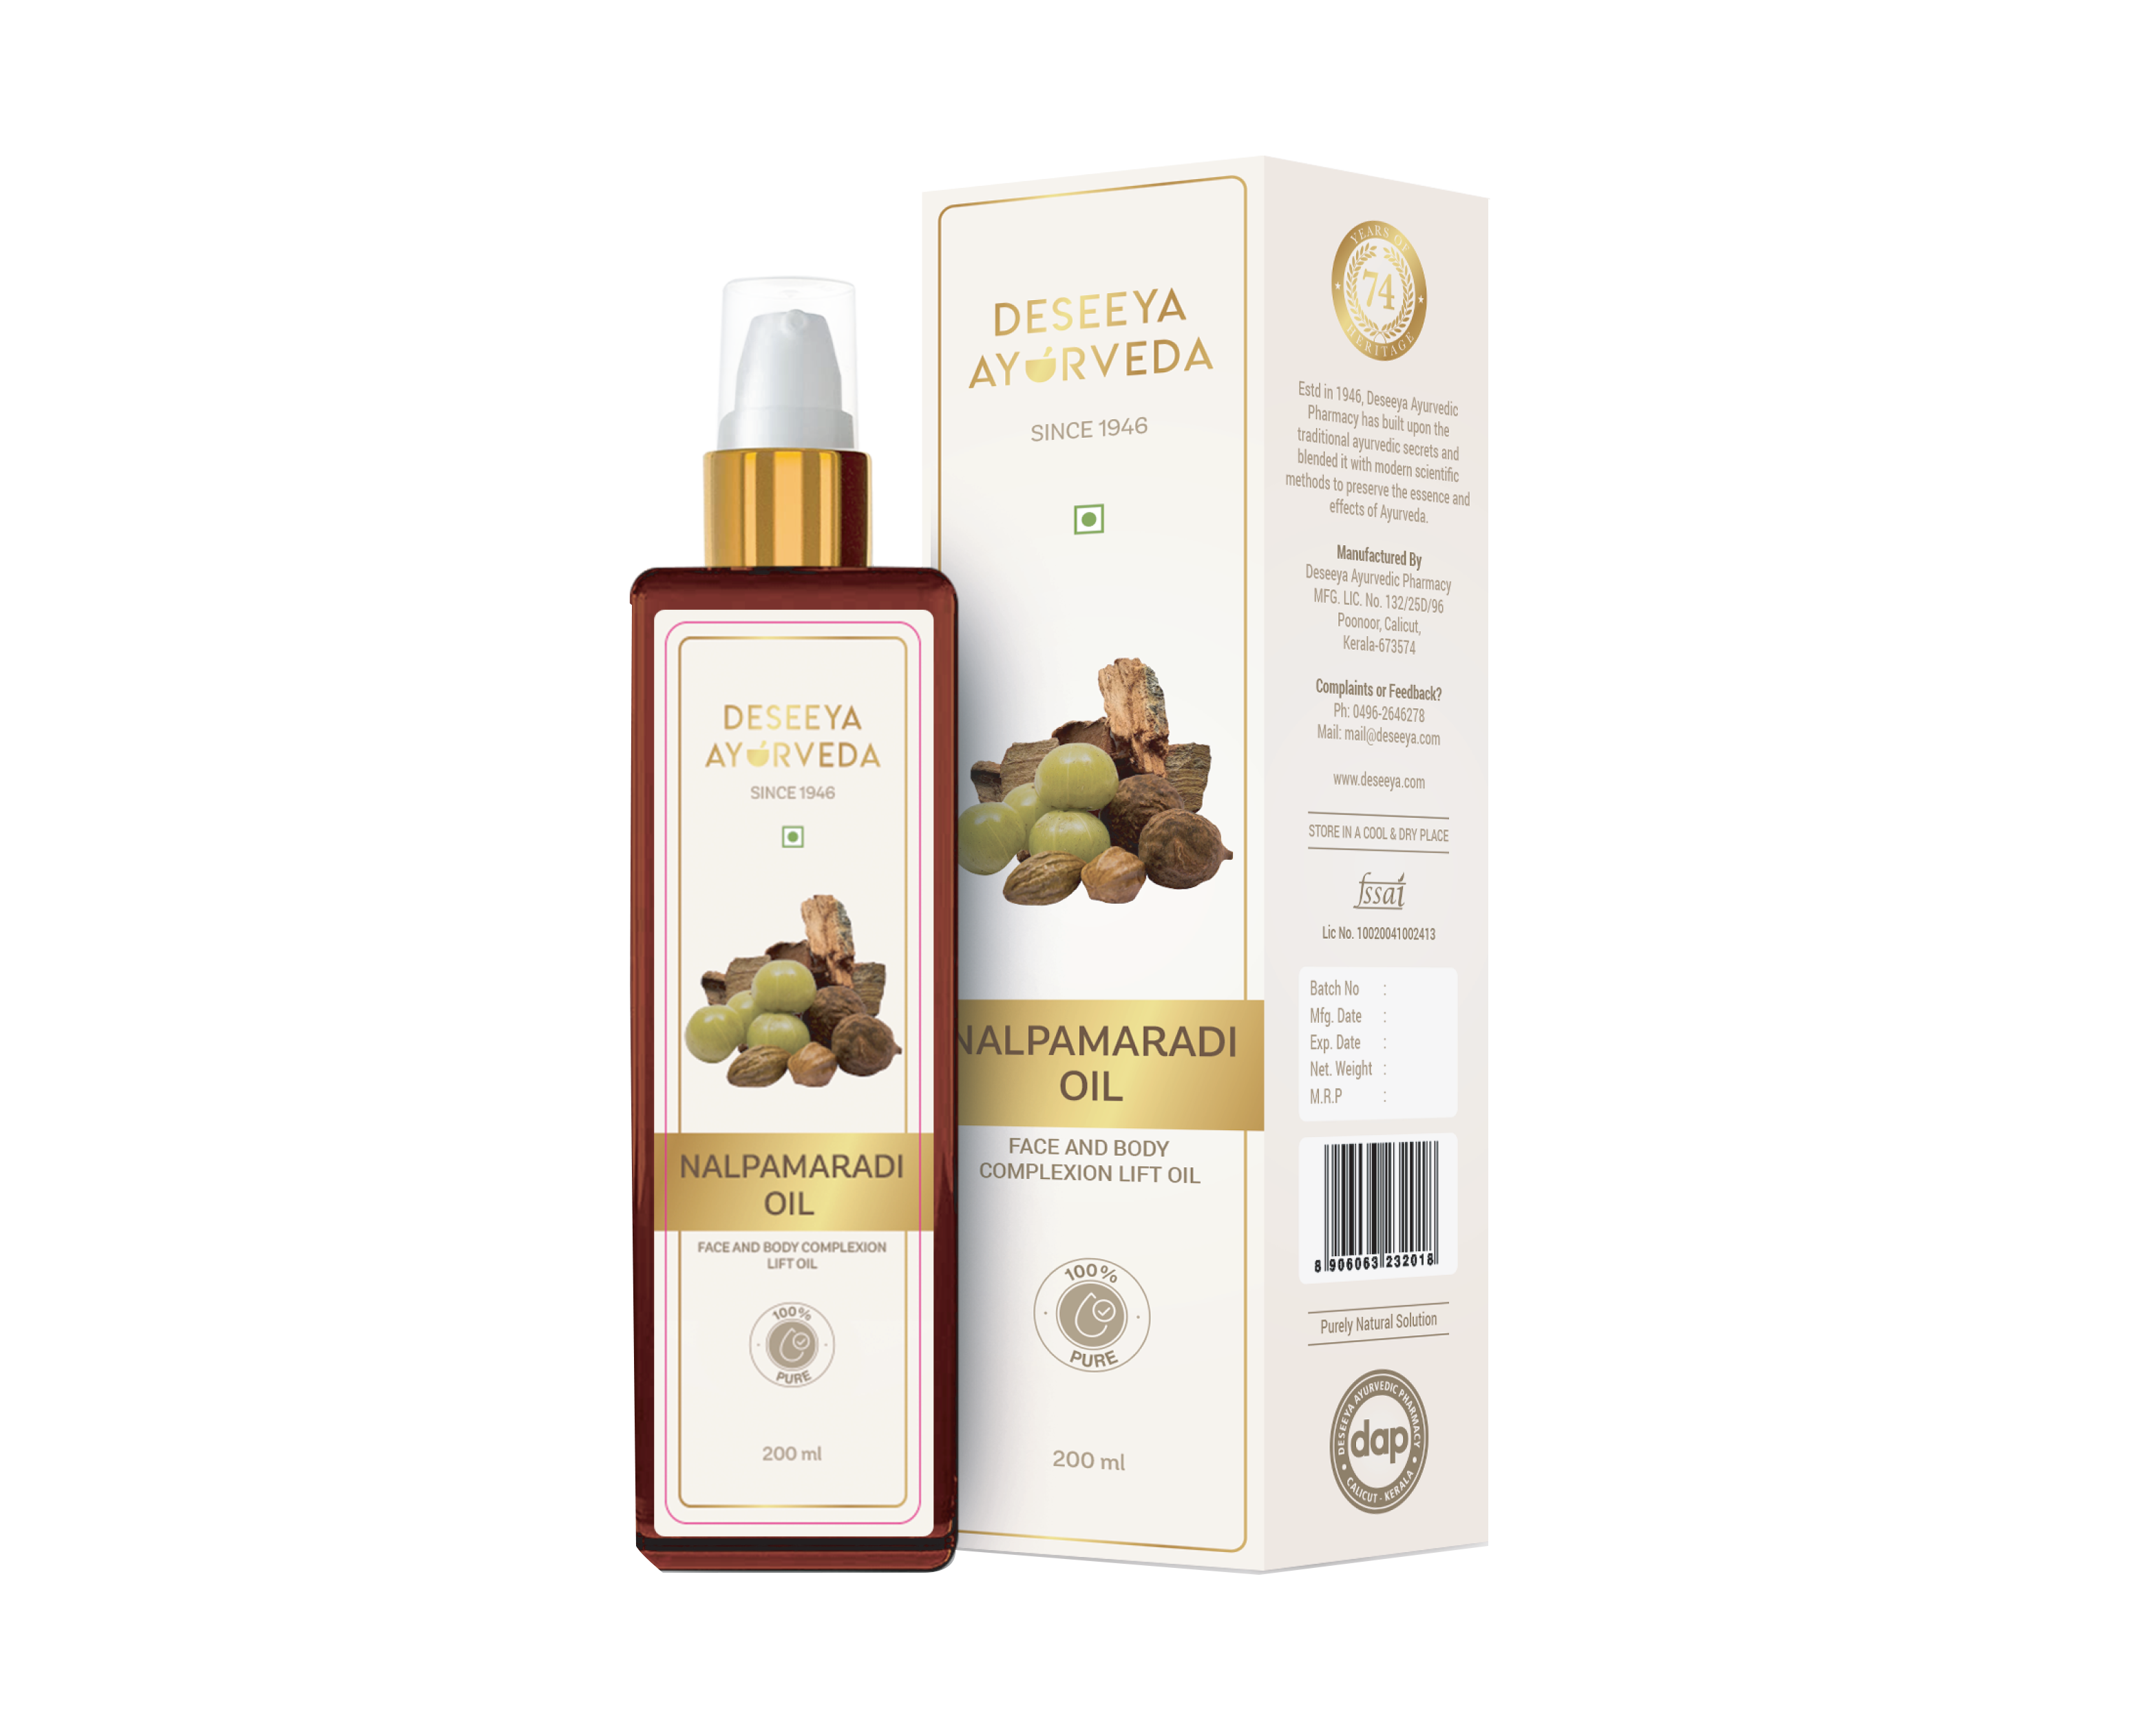 DESEEYA
AYURVEDA
SINCE 1946
NALPAMARADI
OIL
FACE AND BODY COMPLEXION
LIFT OIL
100%
PURE
200 ml
DESEEYA
AYURVEDA
SINCE 1946
NALPAMARADI
OIL
FACE AND BODY
COMPLEXION LIFT OIL
100%
PURE
200 ml
YEARS OF
74
HERITAGE
Estd in 1946, Deseeya Ayurvedic
Pharmacy has built upon the
traditional ayurvedic secrets and
blended it with modern scientific
methods to preserve the essence and
effects of Ayurveda.
Manufactured By
Deseeya Ayurvedic Pharmacy
MFG. LIC. No. 132/25D/96
Poonoor, Calicut,
Kerala-673574
Complaints or Feedback?
Ph: 0496-2646278
Mail: mail@deseeya.com
www.deseeya.com
STORE IN A COOL & DRY PLACE
fssai
Lic No. 10020041002413
Batch No :
Mfg. Date :
Exp. Date :
Net. Weight :
M.R.P :
8 906063 232018
Purely Natural Solution
DESEEYA AYURVEDIC PHARMACY
dap
CALICUT - KERALA